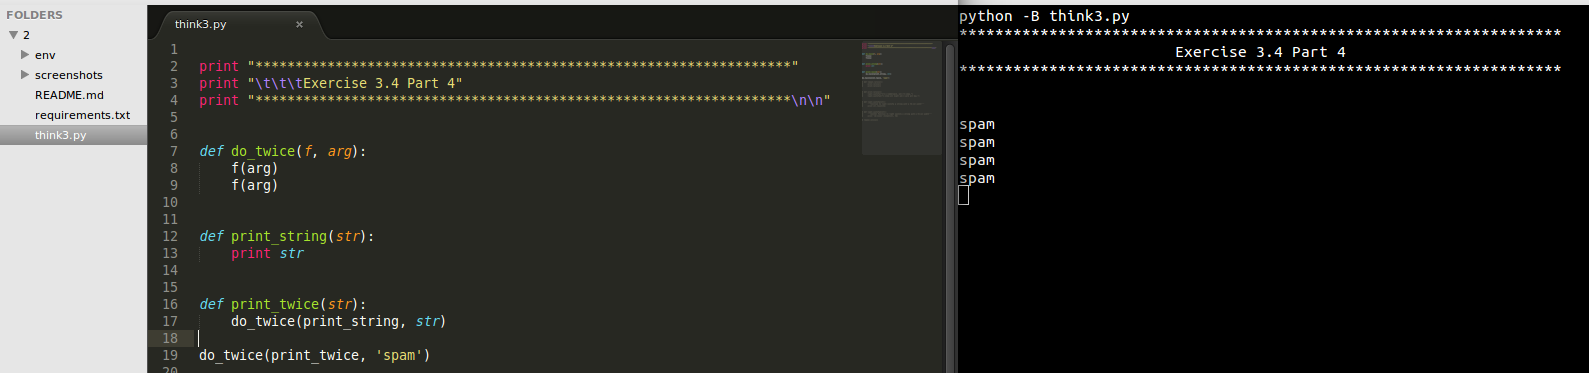 FOLDERS
2
env
screenshots
README.md
requirements.txt
think3.py
think3.py ×
1
2 print "*******************************************************************"
3 print "\t\t\tExercise 3.4 Part 4"
4 print "*******************************************************************\n\n"
5
6
7 def do_twice(f, arg):
8 f(arg)
9 f(arg)
10
11
12 def print_string(str):
13 print str
14
15
16 def print_twice(str):
17 do_twice(print_string, str)
18
19 do_twice(print_twice, 'spam')
20
python -B think3.py
*******************************************************************
Exercise 3.4 Part 4
*******************************************************************
spam
spam
spam
spam